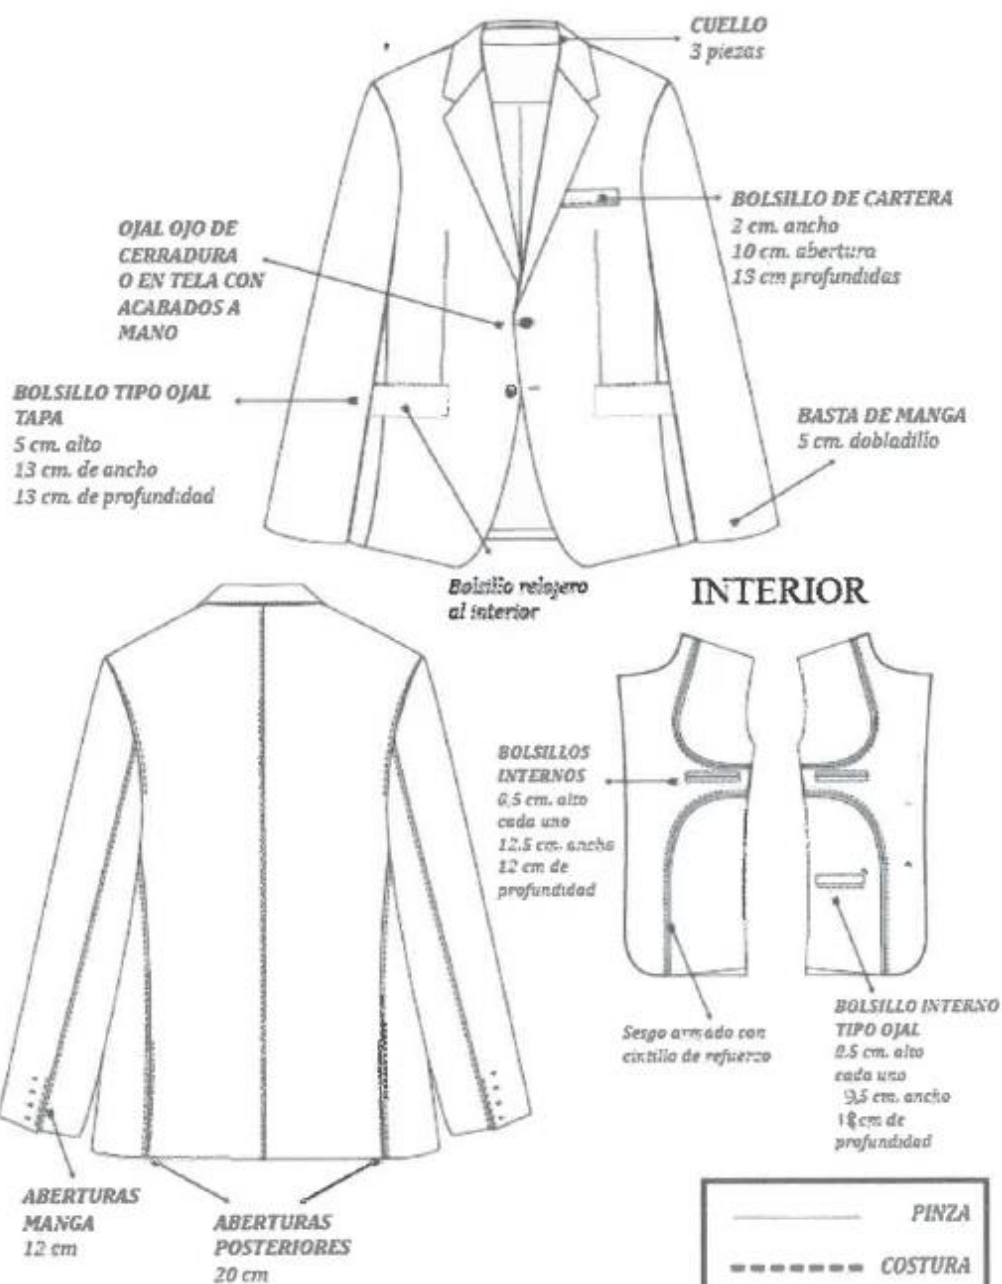 CUELLO
3 piezas
BOLSILLO DE CARTERA
2 cm. ancho
10 cm. abertura
13 cm profundidas
OJAL OJO DE
CERRADURA
O EN TELA CON
ACABADOS A
MANO
BOLSILLO TIPO OJAL
TAPA
5 cm. alto
13 cm. de ancho
13 cm. de profundidad
BASTA DE MANGA
5 cm. dobladillo
Bolsillo relojero
al interior
INTERIOR
BOLSILLOS
INTERNOS
0,5 cm. alto
cada uno
12.5 cm. ancho
12 cm de
profundidad
Sesgo armado con
cintillo de refuerzo
BOLSILLO INTERNO
TIPO OJAL
cm. alto
cada uno
9,5 cm. ancho
cm de
profundidad
ABERTURAS
MANGA
12 cm
ABERTURAS
POSTERIORES
20 cm
PINZA
COSTURA